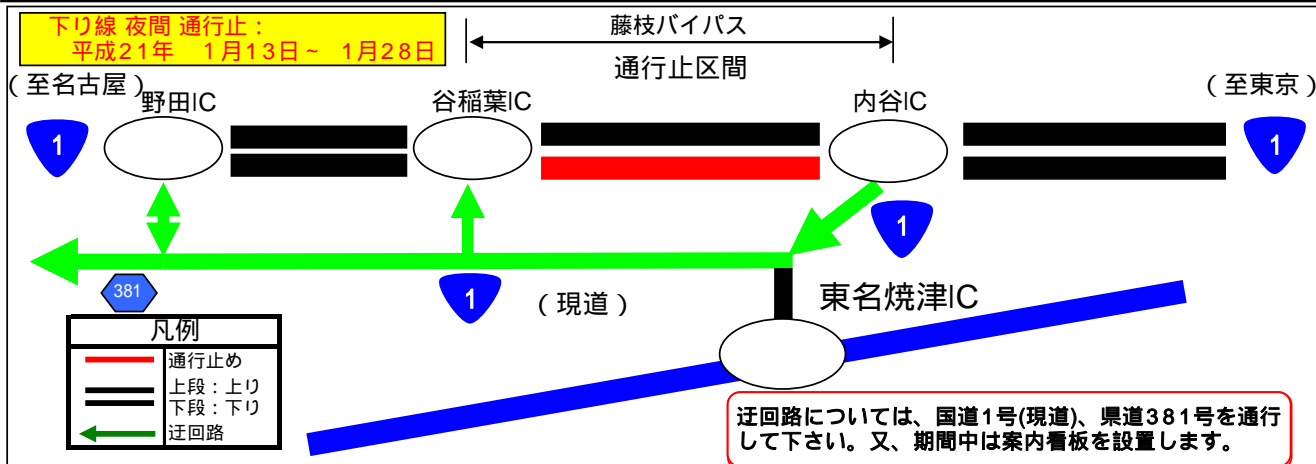 下り線 夜間 通行止：
平成21年　1月13日～　1月28日
藤枝バイパス
通行止区間
（至名古屋）
（至東京）
野田IC
谷稲葉IC
内谷IC
1
1
1
381
1
（現道）
東名焼津IC
凡例
通行止め
上段：上り
下段：下り
迂回路
迂回路については、国道1号(現道)、県道381号を通行
して下さい。又、期間中は案内看板を設置します。